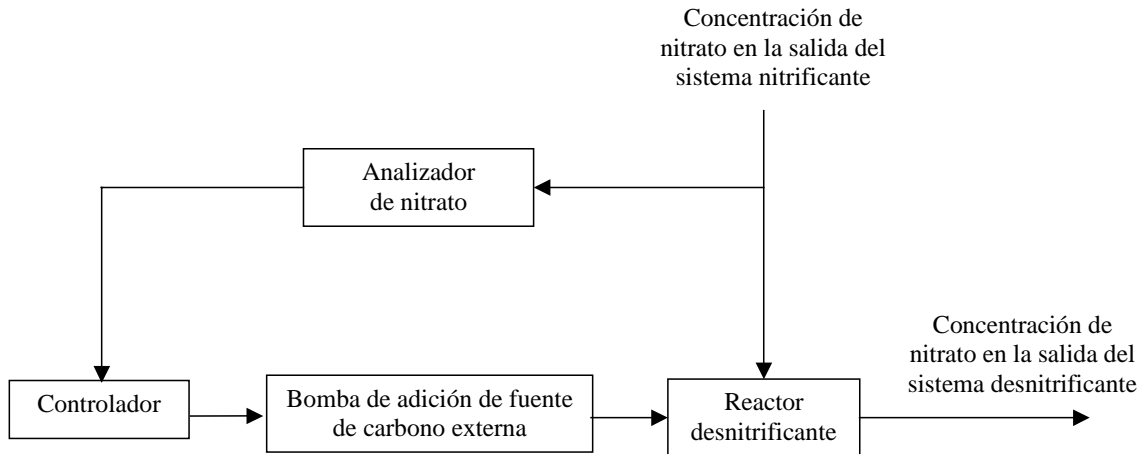 Concentración de
nitrato en la salida del
sistema nitrificante
Analizador
de nitrato
Concentración de
nitrato en la salida del
sistema desnitrificante
Controlador
Bomba de adición de fuente
de carbono externa
Reactor
desnitrificante